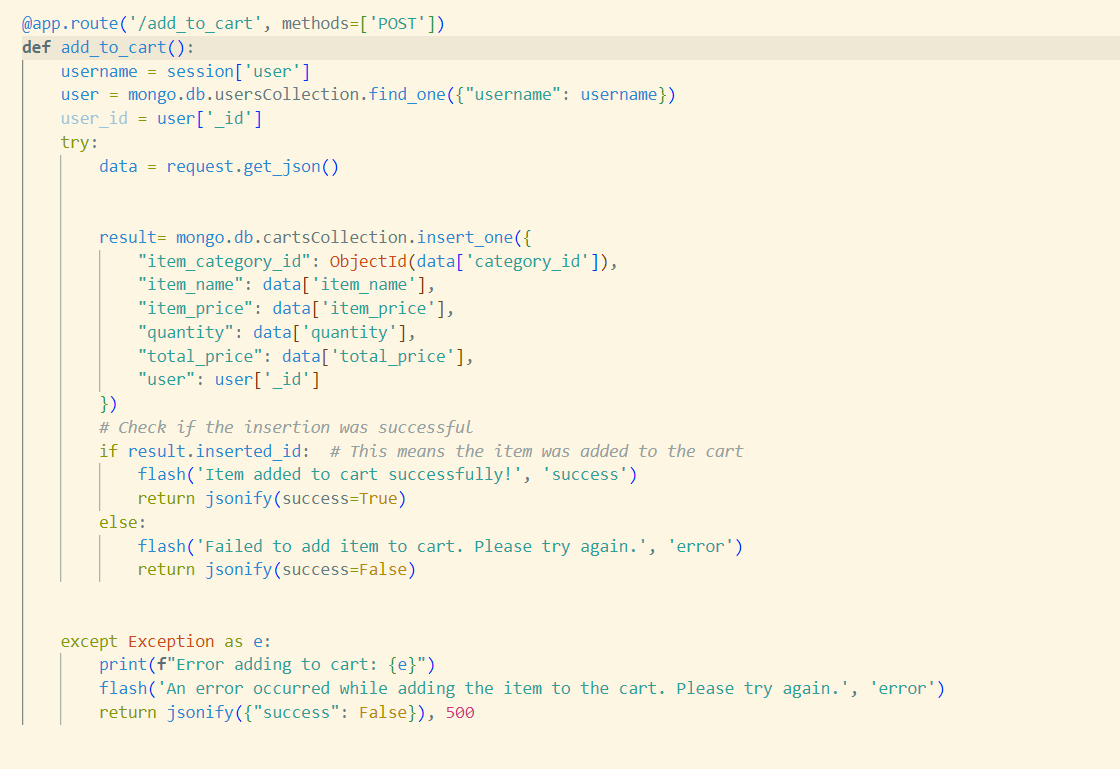 @app.route('/add_to_cart', methods=['POST'])
def add_to_cart():
    username = session['user']
    user = mongo.db.usersCollection.find_one({"username": username})
    user_id = user['_id']
    try:
        data = request.get_json()
        result= mongo.db.cartsCollection.insert_one({
            "item_category_id": ObjectId(data['category_id']),
            "item_name": data['item_name'],
            "item_price": data['item_price'],
            "quantity": data['quantity'],
            "total_price": data['total_price'],
            "user": user['_id']
        })
        # Check if the insertion was successful
        if result.inserted_id:  # This means the item was added to the cart
            flash('Item added to cart successfully!', 'success')
            return jsonify(success=True)
        else:
            flash('Failed to add item to cart. Please try again.', 'error')
            return jsonify(success=False)
    except Exception as e:
        print(f"Error adding to cart: {e}")
        flash('An error occurred while adding the item to the cart. Please try again.', 'error')
        return jsonify({"success": False}), 500